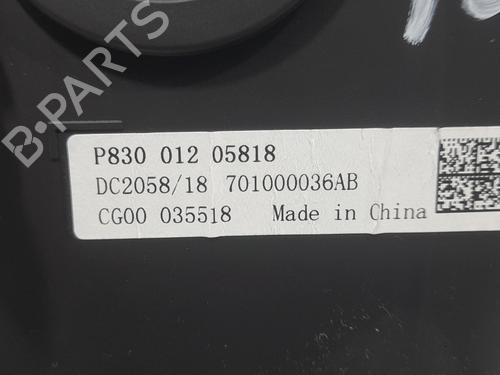 B-PARTS
P830 012 05818
DC2058/18 701000036AB
CG00 035518 Made in China